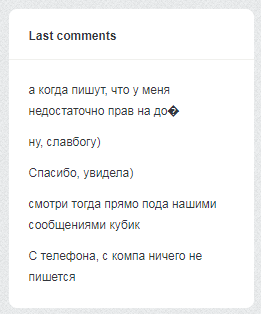 Last comments
а когда пишут, что у меня
недостаточно прав на до�
ну, славбогу)
Спасибо, увидела)
смотри тогда прямо пода нашими
сообщениями кубик
С телефона, с компа ничего не
пишется